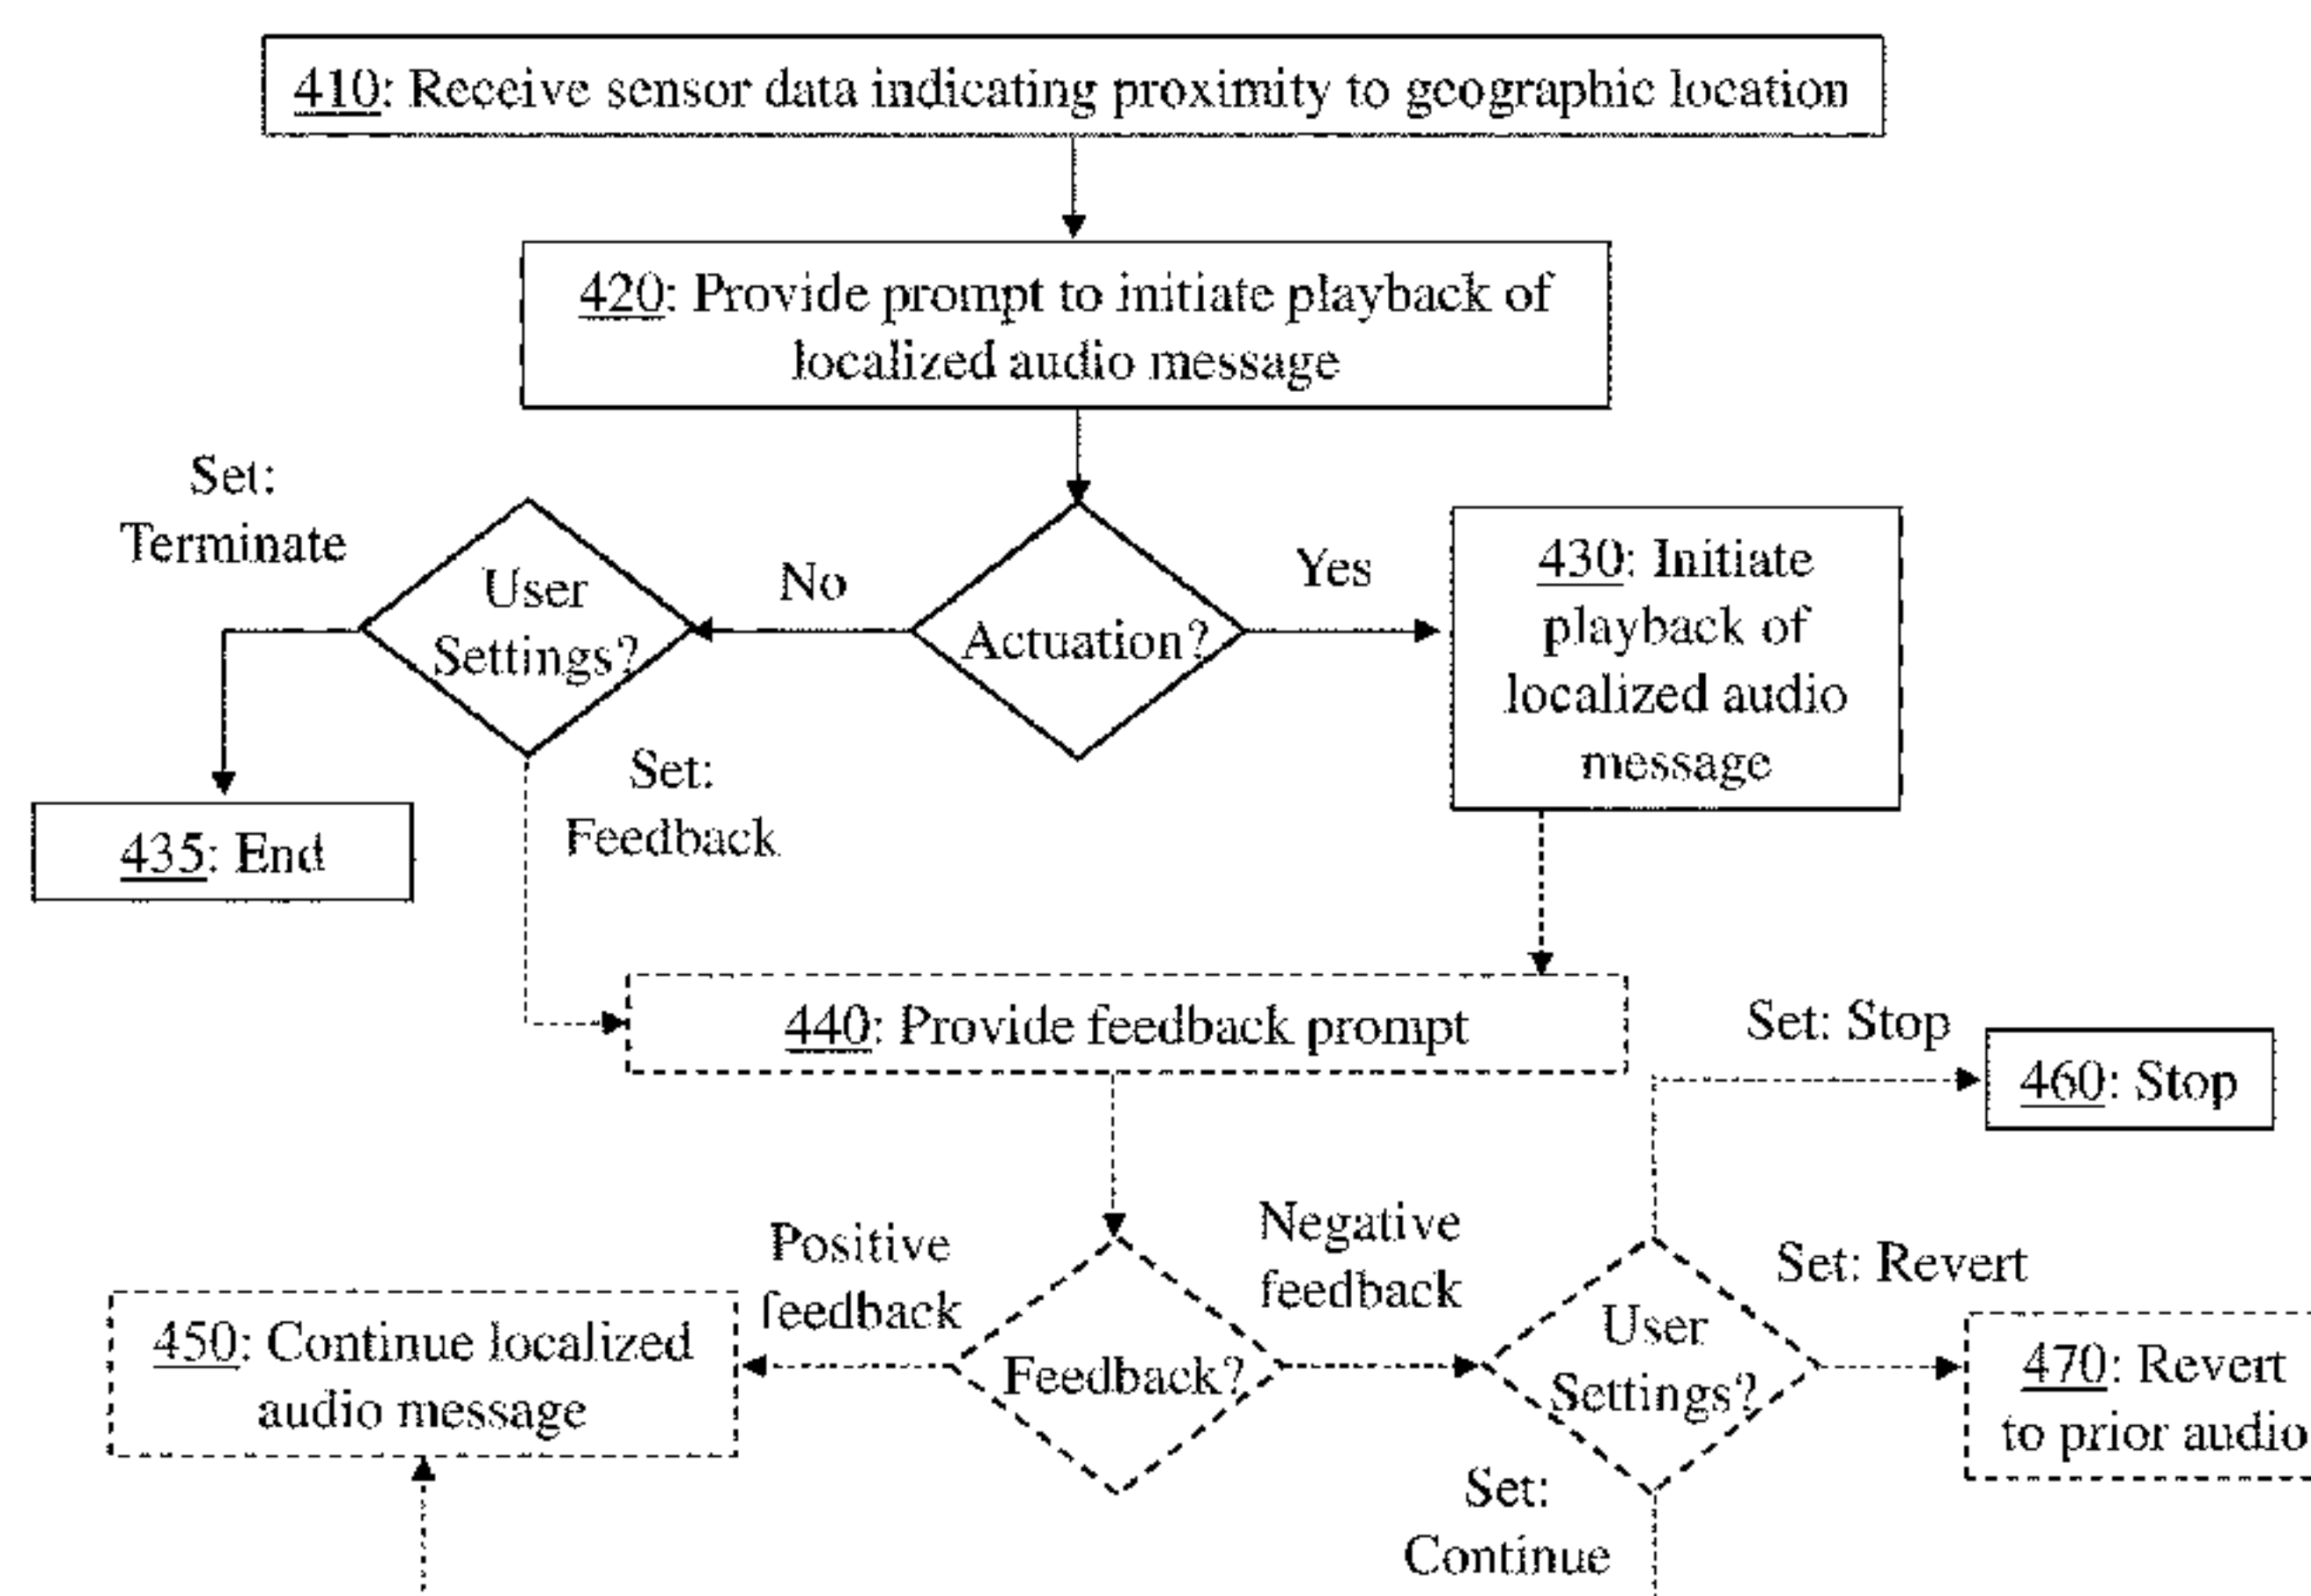 410: Receive sensor data indicating proximity to geographic location
420: Provide prompt to initiate playback of
localized audio message
Set:
Terminate
User
Settings?
No
Actuation?
Yes
430: Initiate
playback of
localized audio
message
Set:
Feedback
435: End
440: Provide feedback prompt
Set: Stop
460: Stop
Positive
feedback
Negative
feedback
Set: Revert
450: Continue localized
audio message
Feedback?
User
Settings?
470: Revert
to prior audio
Set:
Continue